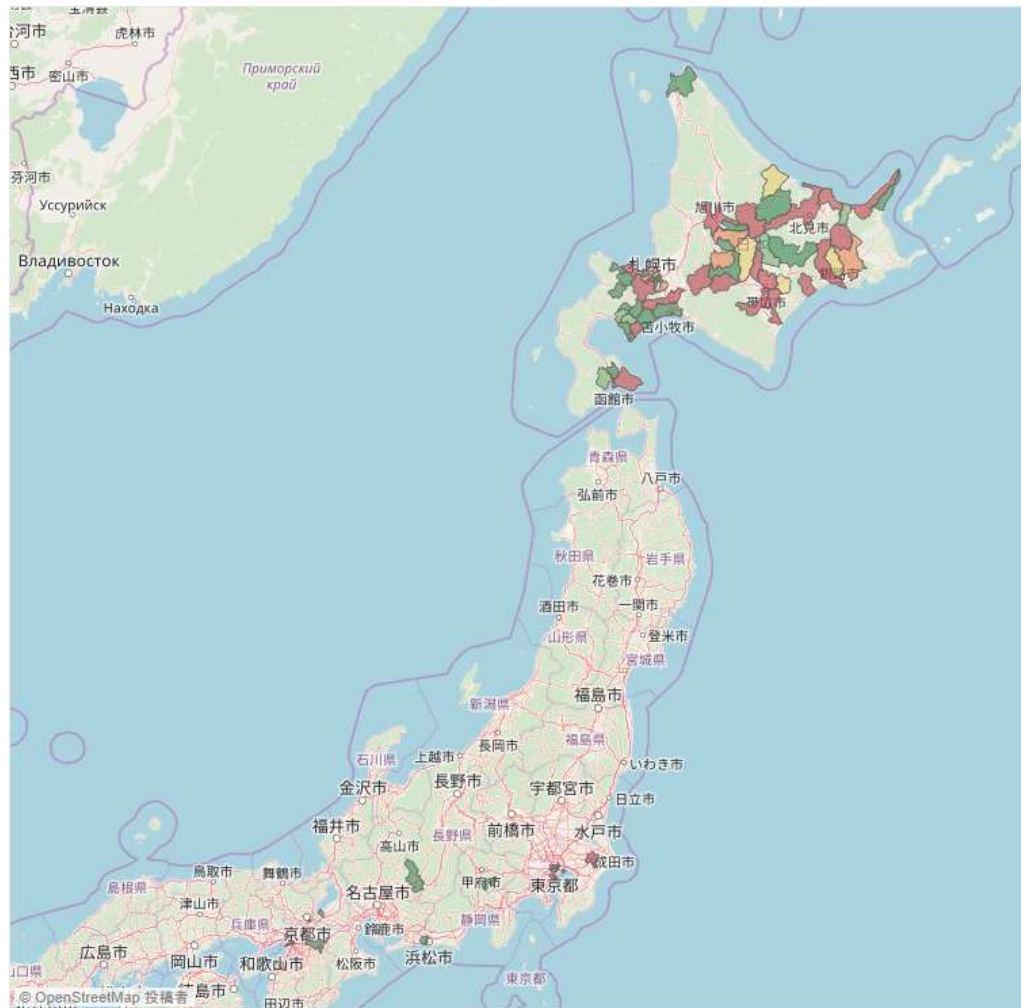 虎林市
密山市
Приморский
край
芬河市
Уссурийск
Владивосток
Находка
旭川市
北見市
札幌市
帯広市
苫小牧市
函館市
青森県
八戸市
弘前市
秋田県
岩手県
花巻市
酒田市
一関市
登米市
山形県
宮城県
福島市
新潟県
長岡市
福島県
石川県
上越市
いわき市
金沢市
長野市
宇都宮市
日立市
福井市
前橋市
水戸市
長野県
高山市
成田市
鳥取市
舞鶴市
甲府市
東京都
島根県
名古屋市
津山市
兵庫県
静岡県
京都市
鈴鹿市
広島市
浜松市
岡山市
和歌山市
松阪市
山口県
東京都
徳島市
田辺市
© OpenStreetMap 投稿者